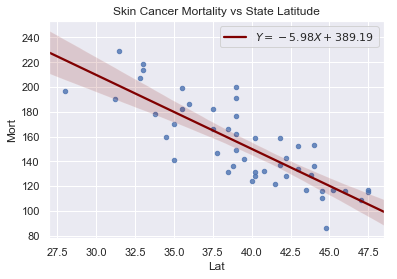 Skin Cancer Mortality vs State Latitude
Y = −5.98X + 389.19
Mort
240
220
200
180
160
140
120
100
80
27.5 30.0 32.5 35.0 37.5 40.0 42.5 45.0 47.5
Lat